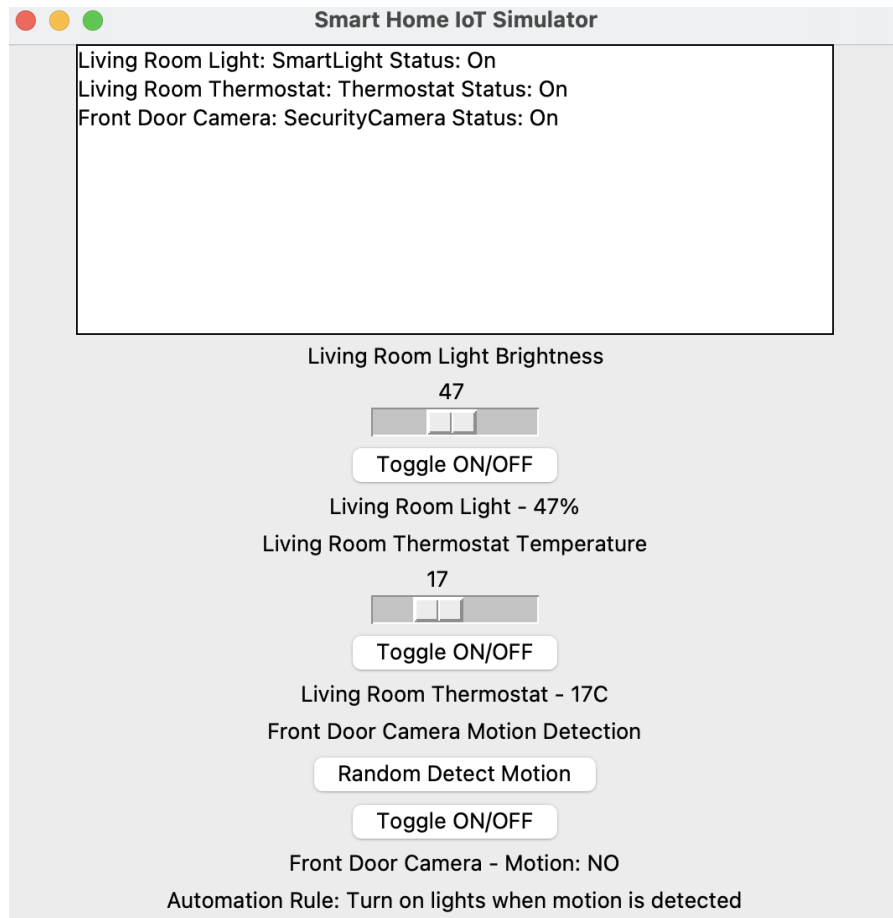 Smart Home IoT Simulator
Living Room Light: SmartLight Status: On
Living Room Thermostat: Thermostat Status: On
Front Door Camera: SecurityCamera Status: On
Living Room Light Brightness
47
Toggle ON/OFF
Living Room Light - 47%
Living Room Thermostat Temperature
17
Toggle ON/OFF
Living Room Thermostat - 17C
Front Door Camera Motion Detection
Random Detect Motion
Toggle ON/OFF
Front Door Camera - Motion: NO
Automation Rule: Turn on lights when motion is detected